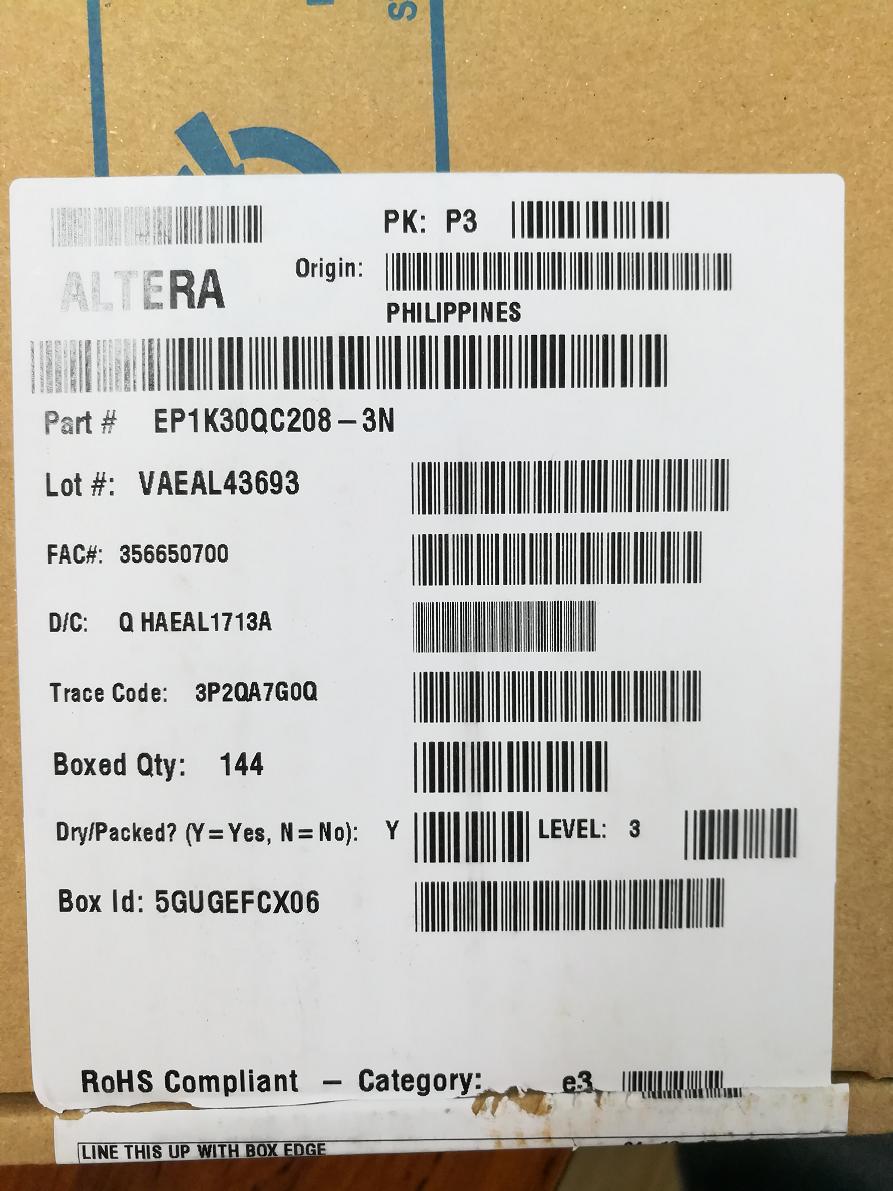 S
PK: P3
ALTERA
Origin:
PHILIPPINES
Part # EP1K30QC208-3N
Lot #: VAEAL43693
FAC#: 356650700
D/C: Q HAEAL1713A
Trace Code: 3P2QA7G0Q
Boxed Qty: 144
Dry/Packed? (Y=Yes, N=No): Y LEVEL: 3
Box Id: 5GUGEFCX06
RoHS Compliant - Category: e3
LINE THIS UP WITH BOX EDGE